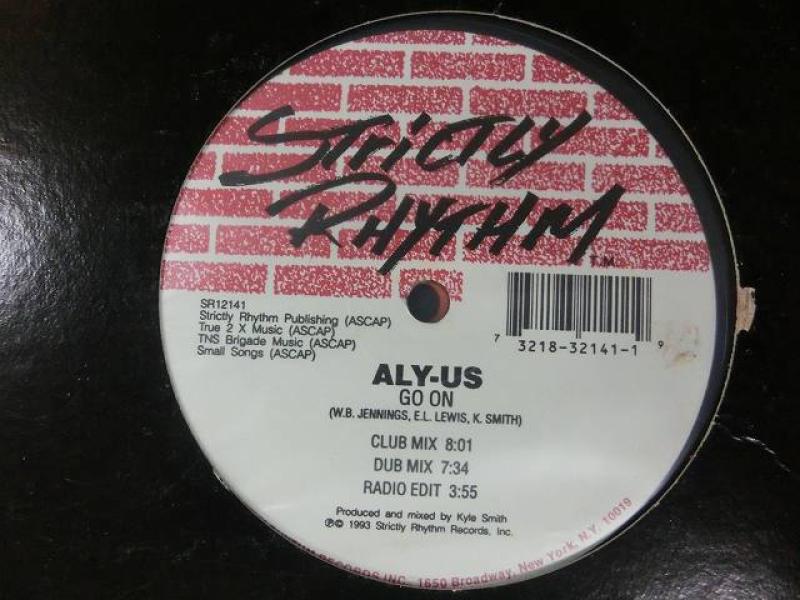 STRICTLY
RHYTHM
T.M.
SR12141
Strictly Rhythm Publishing (ASCAP)
True 2 X Music (ASCAP)
TNS Brigade Music (ASCAP)
Small Songs (ASCAP)
7 3218-32141-1 9
ALY-US
GO ON
(W.B. JENNINGS, E.L. LEWIS, K. SMITH)
CLUB MIX 8:01
DUB MIX 7:34
RADIO EDIT 3:55
Produced and mixed by Kyle Smith
℗© 1993 Strictly Rhythm Records, Inc.
RECORDS INC. 1650 Broadway, New York, N.Y. 10019